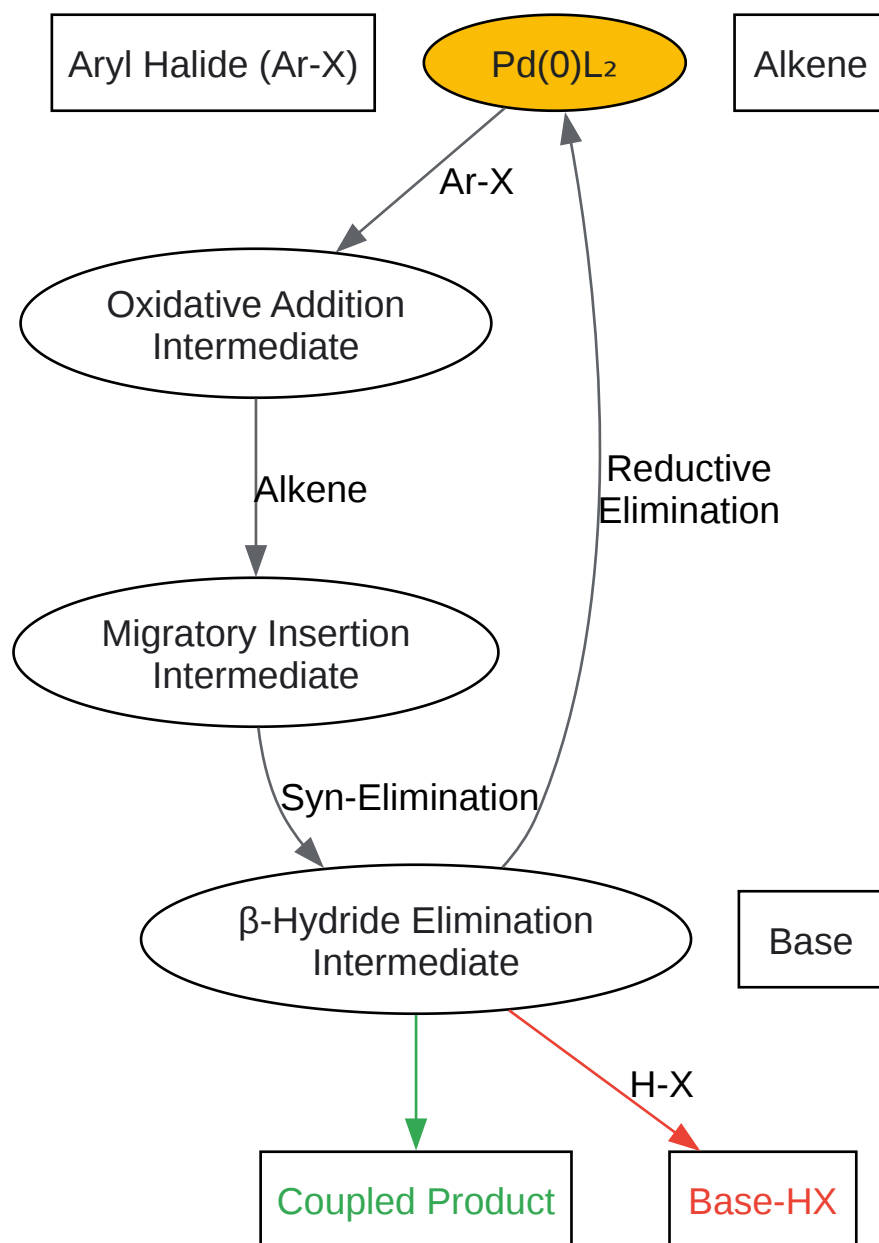 Aryl Halide (Ar-X)
Pd(0)L₂
Alkene
Ar-X
Oxidative Addition
Intermediate
Alkene
Reductive
Elimination
Migratory Insertion
Intermediate
Syn-Elimination
β-Hydride Elimination
Intermediate
Base
H-X
Coupled Product
Base-HX